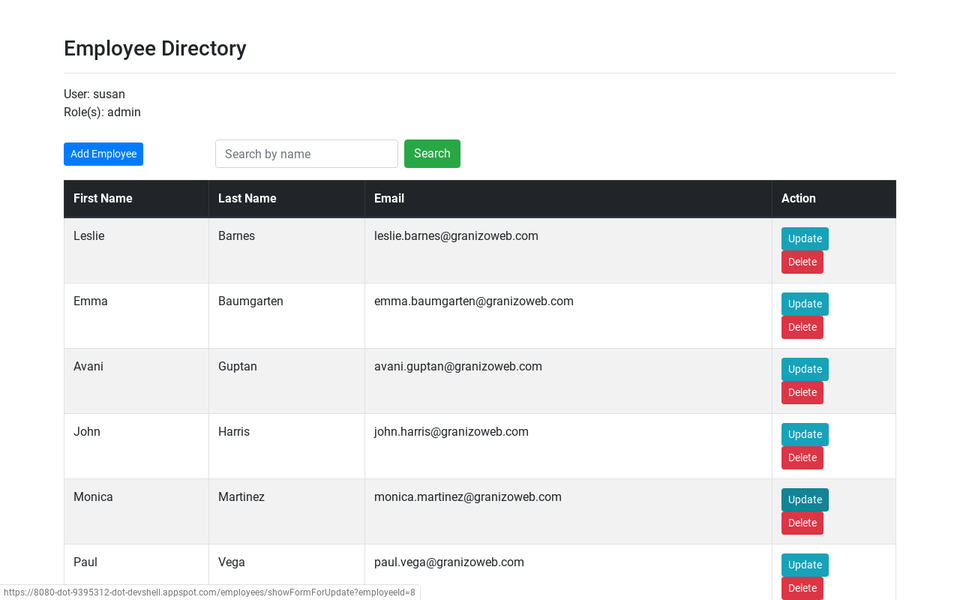 Employee Directory
User: susan
Role(s): admin
Add Employee Search by name Search
First Name Last Name Email Action
Leslie Barnes leslie.barnes@granizoweb.com Update
Delete
Emma Baumgarten emma.baumgarten@granizoweb.com Update
Delete
Avani Guptan avani.guptan@granizoweb.com Update
Delete
John Harris john.harris@granizoweb.com Update
Delete
Monica Martinez monica.martinez@granizoweb.com Update
Delete
Paul Vega paul.vega@granizoweb.com Update
Delete
https://8080-dot-9395312-dot-devshell.appspot.com/employees/showFormForUpdate?employeeId=8